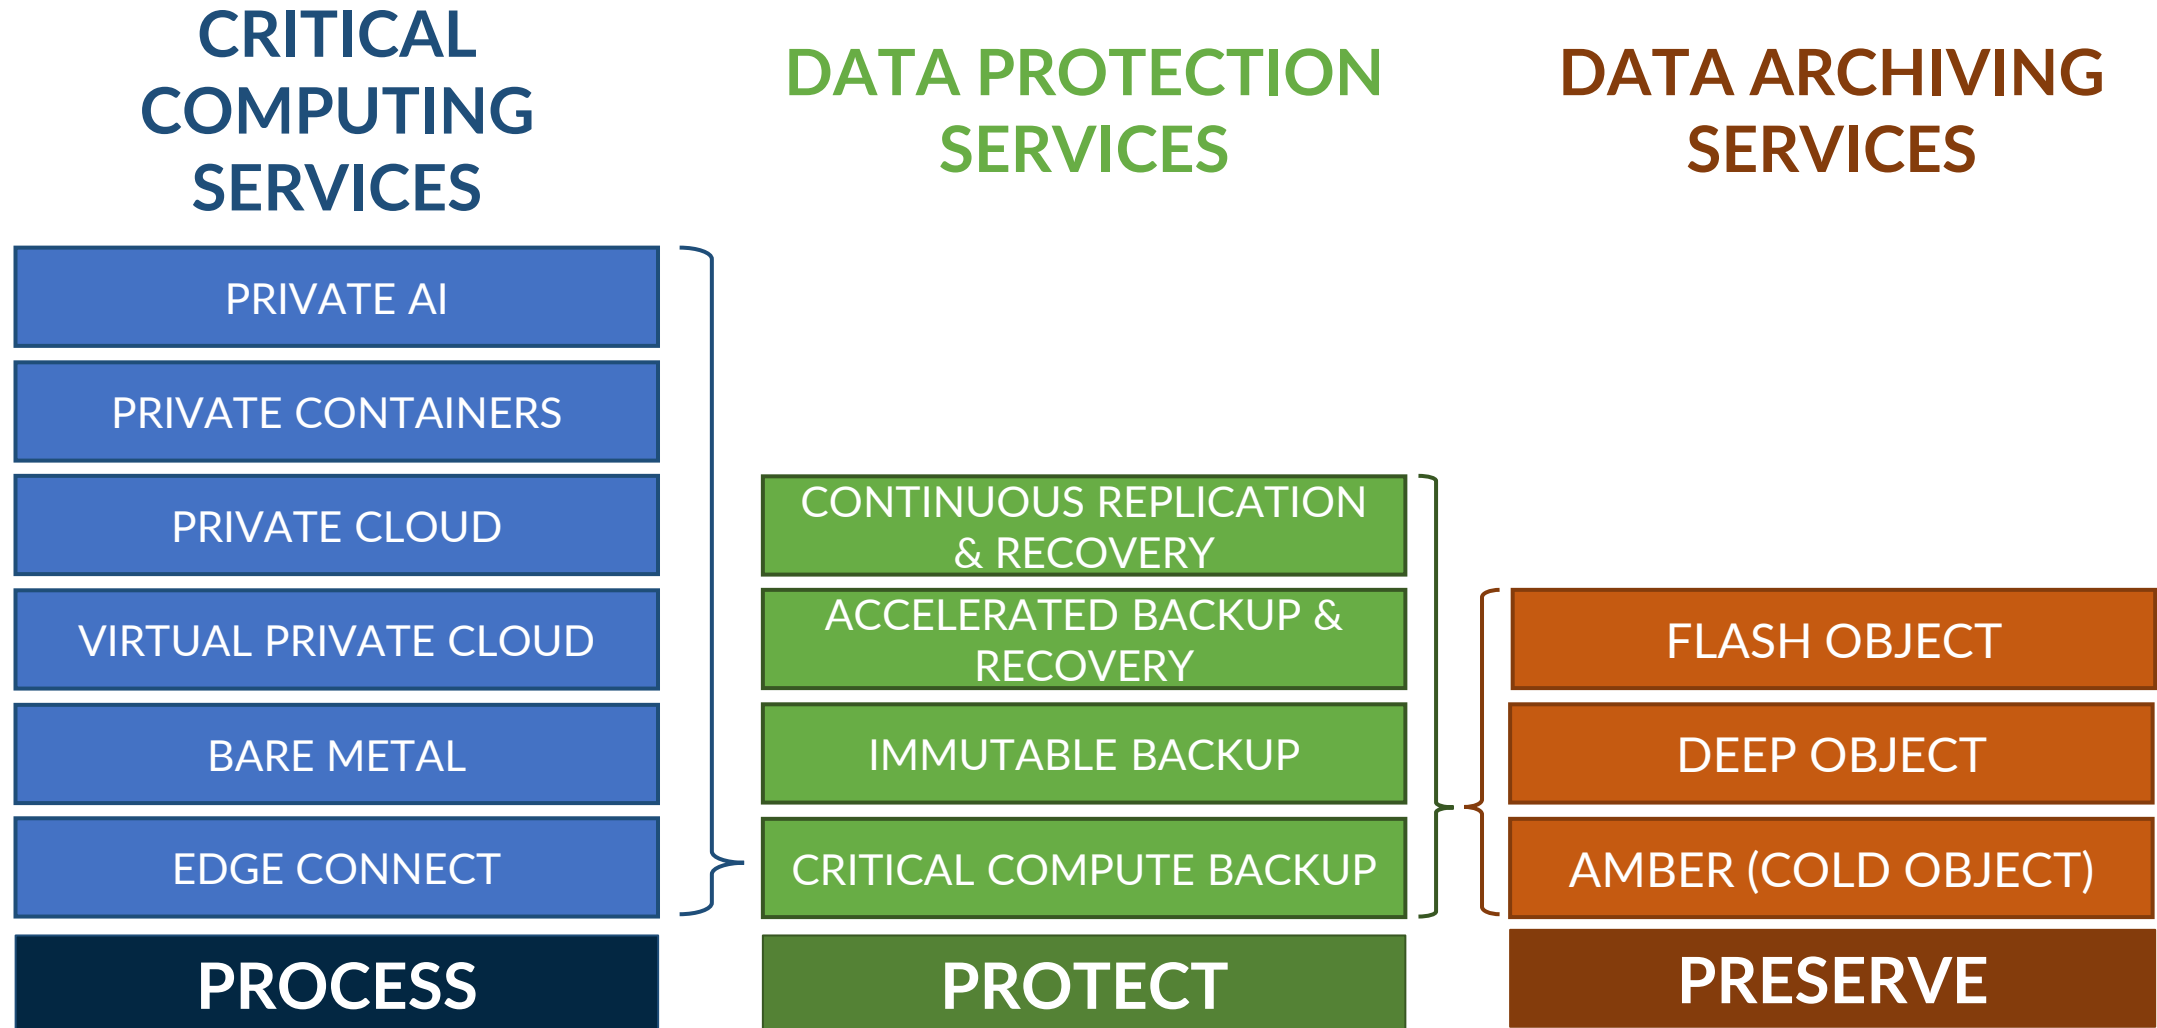 CRITICAL
COMPUTING
SERVICES
PRIVATE AI
PRIVATE CONTAINERS
PRIVATE CLOUD
VIRTUAL PRIVATE CLOUD
BARE METAL
EDGE CONNECT
PROCESS
DATA PROTECTION
SERVICES
CONTINUOUS REPLICATION
& RECOVERY
ACCELERATED BACKUP &
RECOVERY
IMMUTABLE BACKUP
CRITICAL COMPUTE BACKUP
PROTECT
DATA ARCHIVING
SERVICES
FLASH OBJECT
DEEP OBJECT
AMBER (COLD OBJECT)
PRESERVE